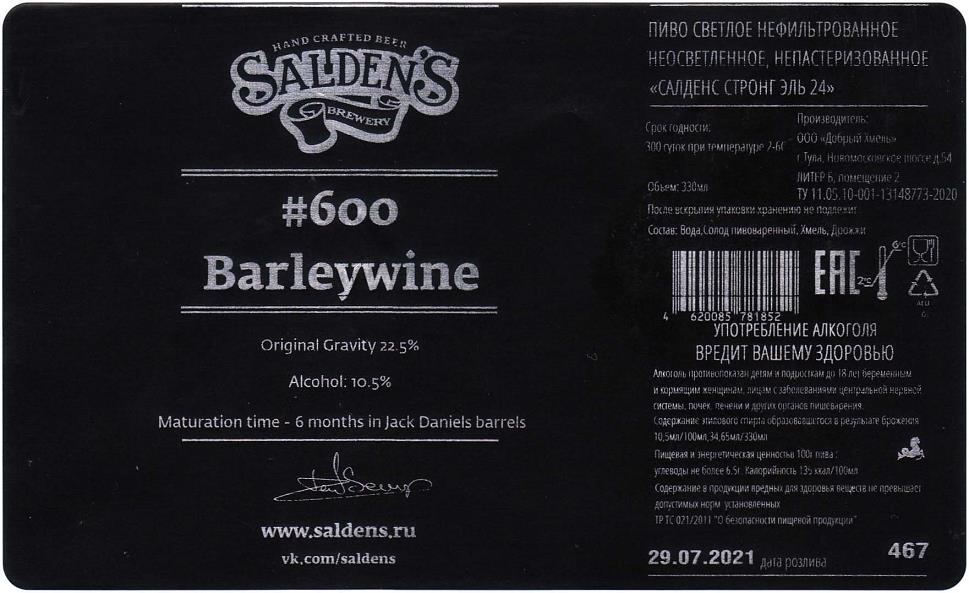 HAND CRAFTED BEER
SALDEN'S
BREWERY
#600
Barleywine
Original Gravity 22.5%
Alcohol: 10.5%
Maturation time - 6 months in Jack Daniels barrels
www.saldens.ru
vk.com/saldens
ПИВО СВЕТЛОЕ НЕФИЛЬТРОВАННОЕ
НЕОСВЕТЛЕННОЕ, НЕПАСТЕРИЗОВАННОЕ
«САЛДЕНС СТРОНГ ЭЛЬ 24»
Срок годности:
300 суток при температуре 2-6С
Объем: 330мл
Производитель:
ООО «Добрый Хмель»
г.Тула, Новомосковское шоссе д.54
ЛИТЕР Б, помещение 2
ТУ 11.05.10-001-13148773-2020
После вскрытия упаковки хранению не подлежит
Состав: Вода,Солод пивоваренный, Хмель, Дрожжи
4 620085 781852
EAC
6°C
2°C
УПОТРЕБЛЕНИЕ АЛКОГОЛЯ
ВРЕДИТ ВАШЕМУ ЗДОРОВЬЮ
Алкоголь противопоказан детям и подросткам до 18 лет беременным
и кормящим женщинам, лицам с заболеваниями центральной нервной
системы, почек, печени и других органов пищеварения.
Содержание этилового спирта образовавшегося в результате брожения
10,5мл/100мл,34,65мл/330мл
Пищевая и энергетическая ценностьв 100г пива :
углеводы не более 6,5г. Калорийность 135 ккал/100мл
Содержание в продукции вредных для здоровья веществ не превышает
допустимых норм установленных
ТР ТС 021/2011 "О безопасности пищевой продукции"
29.07.2021 дата розлива
467